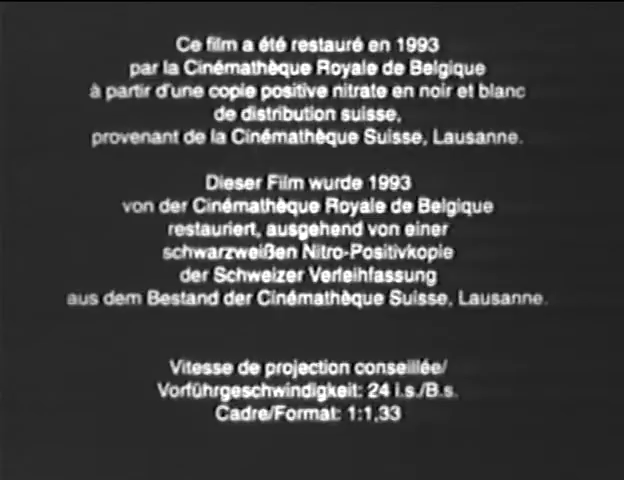 Ce film a été restauré en 1993
par la Cinémathèque Royale de Belgique
à partir d'une copie positive nitrate en noir et blanc
de distribution suisse,
provenant de la Cinémathèque Suisse, Lausanne.
Dieser Film wurde 1993
von der Cinémathèque Royale de Belgique
restauriert, ausgehend von einer
schwarzweißen Nitro-Positivkopie
der Schweizer Verleihfassung
aus dem Bestand der Cinémathèque Suisse, Lausanne.
Vitesse de projection conseillée/
Vorführgeschwindigkeit: 24 i.s./B.s.
Cadre/Format: 1:1,33